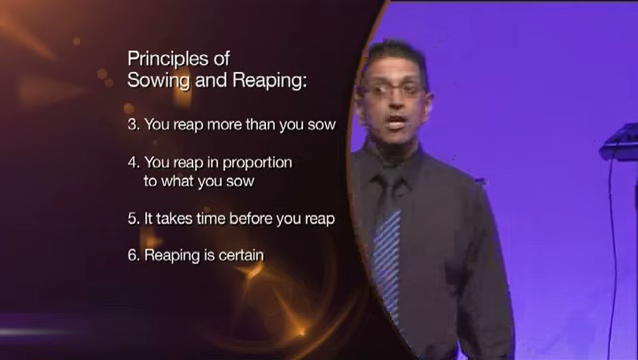 Principles of
Sowing and Reaping:
3. You reap more than you sow
4. You reap in proportion
to what you sow
5. It takes time before you reap
6. Reaping is certain